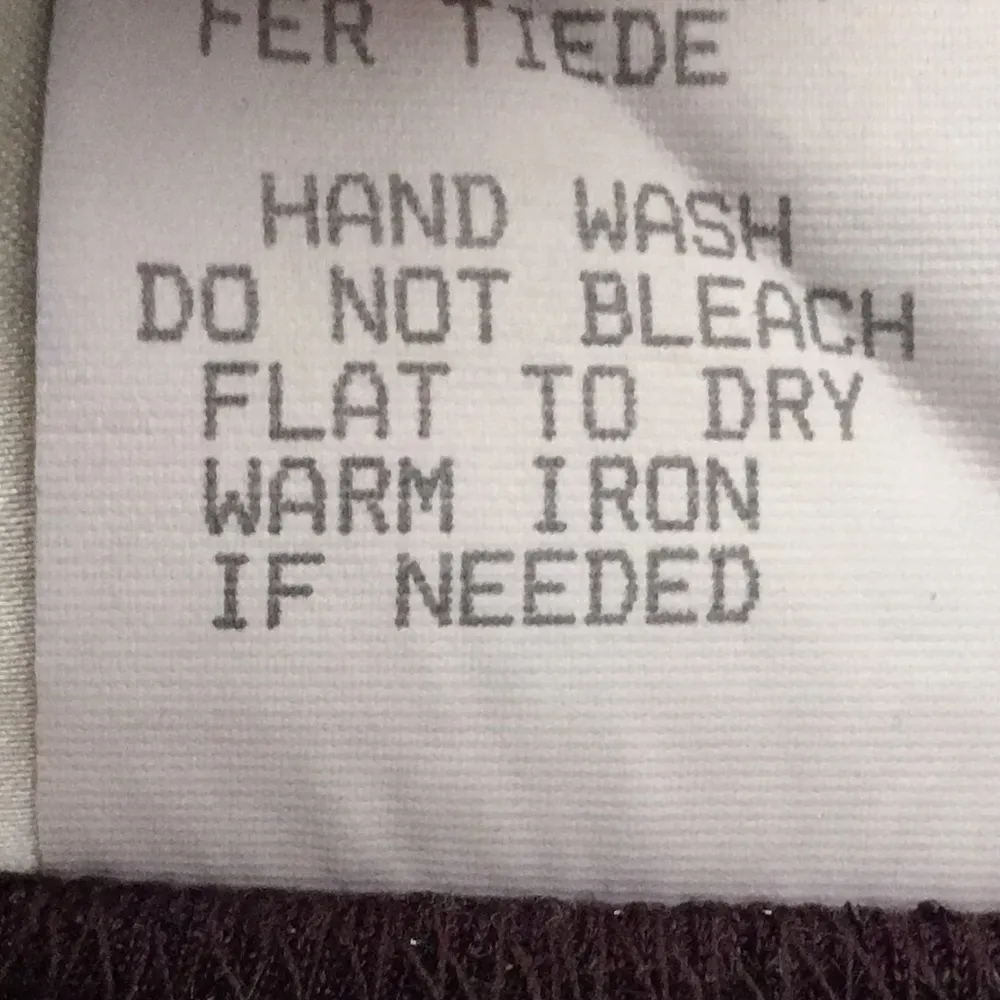 FER TIEDE
HAND WASH
DO NOT BLEACH
FLAT TO DRY
WARM IRON
IF NEEDED